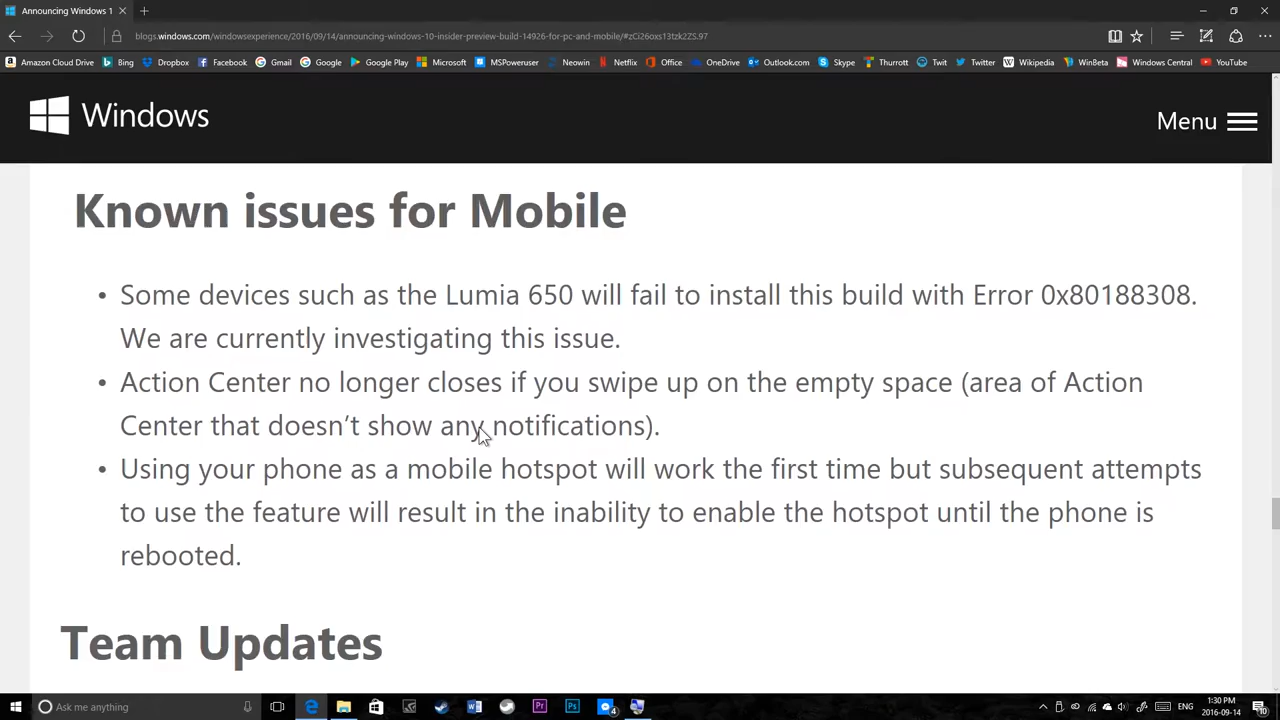 Announcing Windows 1
blogs.windows.com/windowsexperience/2016/09/14/announcing-windows-10-insider-preview-build-14926-for-pc-and-mobile/#zCi26oxs13tzk2ZS.97
Amazon Cloud Drive Bing Dropbox Facebook Gmail Google Google Play Microsoft MSPoweruser Neowin Netflix Office OneDrive Outlook.com Skype Thurrott Twit Twitter Wikipedia WinBeta Windows Central YouTube
Windows
Menu
Known issues for Mobile
• Some devices such as the Lumia 650 will fail to install this build with Error 0x80188308.
We are currently investigating this issue.
• Action Center no longer closes if you swipe up on the empty space (area of Action
Center that doesn’t show any notifications).
• Using your phone as a mobile hotspot will work the first time but subsequent attempts
to use the feature will result in the inability to enable the hotspot until the phone is
rebooted.
Team Updates
Ask me anything
4
ENG
1:30 PM
2016-09-14
10